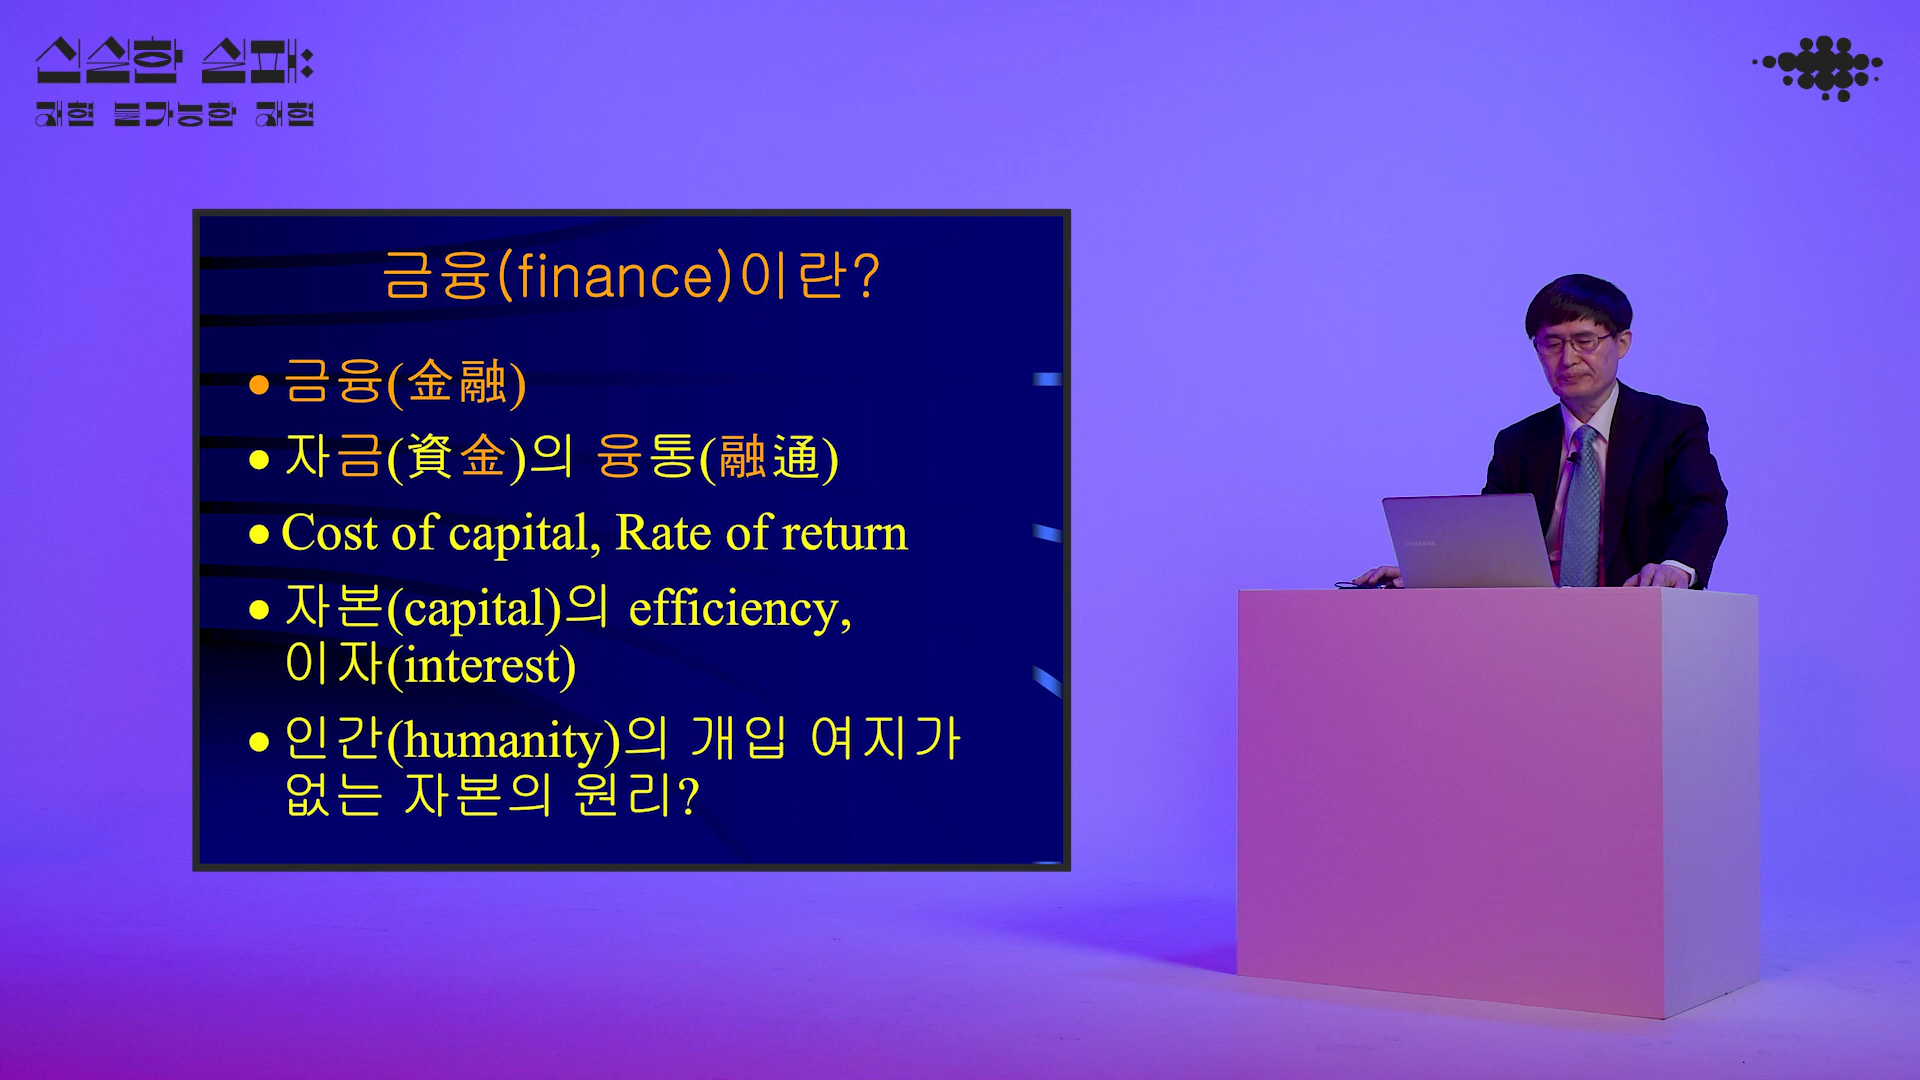 신실한 실패:
재현 불가능한 재현
금융(finance)이란?
• 금융(金融)
• 자금(資金)의 융통(融通)
• Cost of capital, Rate of return
• 자본(capital)의 efficiency,
이자(interest)
• 인간(humanity)의 개입 여지가
없는 자본의 원리?
SAMSUNG